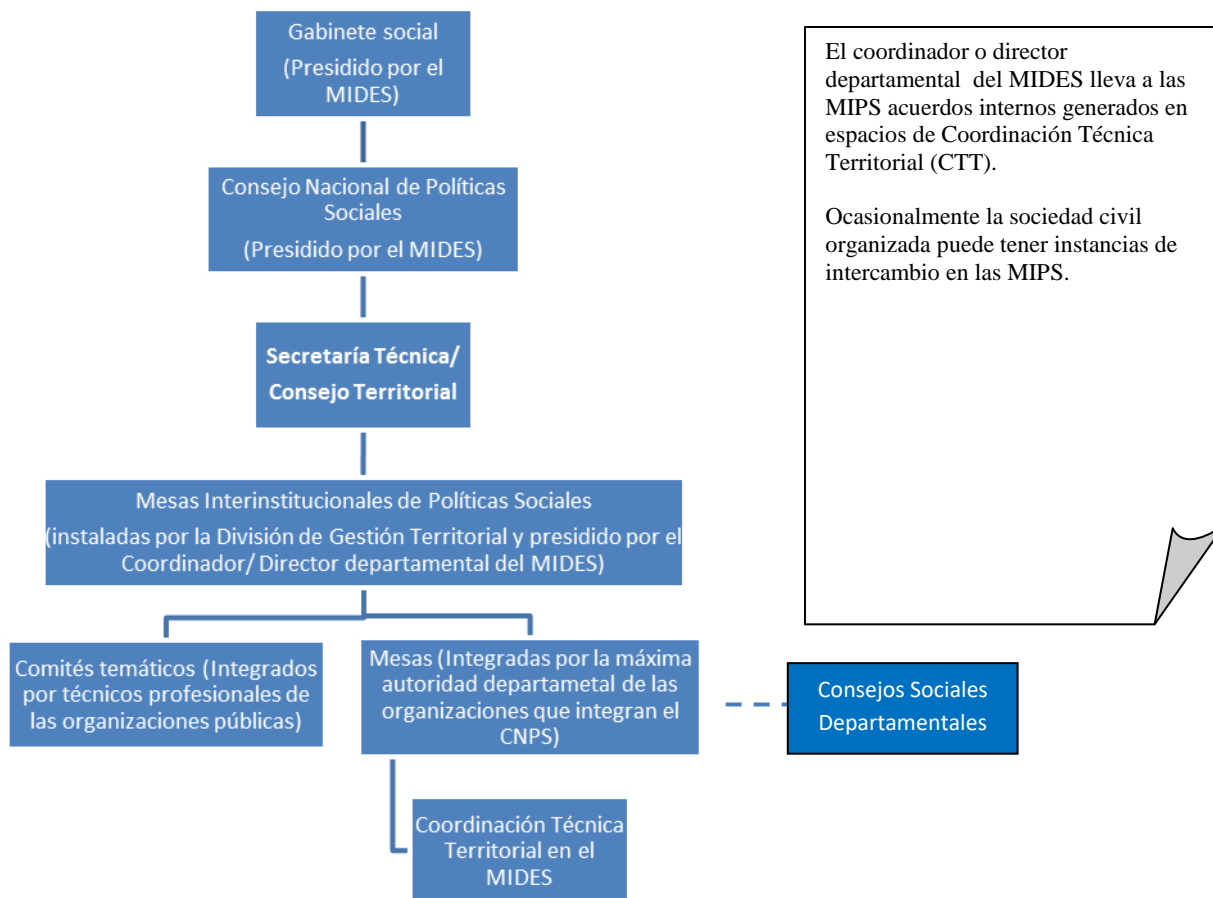 Gabinete social
(Presidido por el
MIDES)
Consejo Nacional de Políticas
Sociales
(Presidido por el MIDES)
Secretaría Técnica/
Consejo Territorial
Mesas Interinstitucionales de Políticas Sociales
(instaladas por la División de Gestión Territorial y presidido por el
Coordinador/ Director departamental del MIDES)
Comités temáticos (Integrados
por técnicos profesionales de
las organizaciones públicas)
Mesas (Integradas por la máxima
autoridad departametal de las
organizaciones que integran el
CNPS)
Consejos Sociales
Departamentales
Coordinación Técnica
Territorial en el
MIDES
El coordinador o director
departamental del MIDES lleva a las
MIPS acuerdos internos generados en
espacios de Coordinación Técnica
Territorial (CTT).
Ocasionalmente la sociedad civil
organizada puede tener instancias de
intercambio en las MIPS.